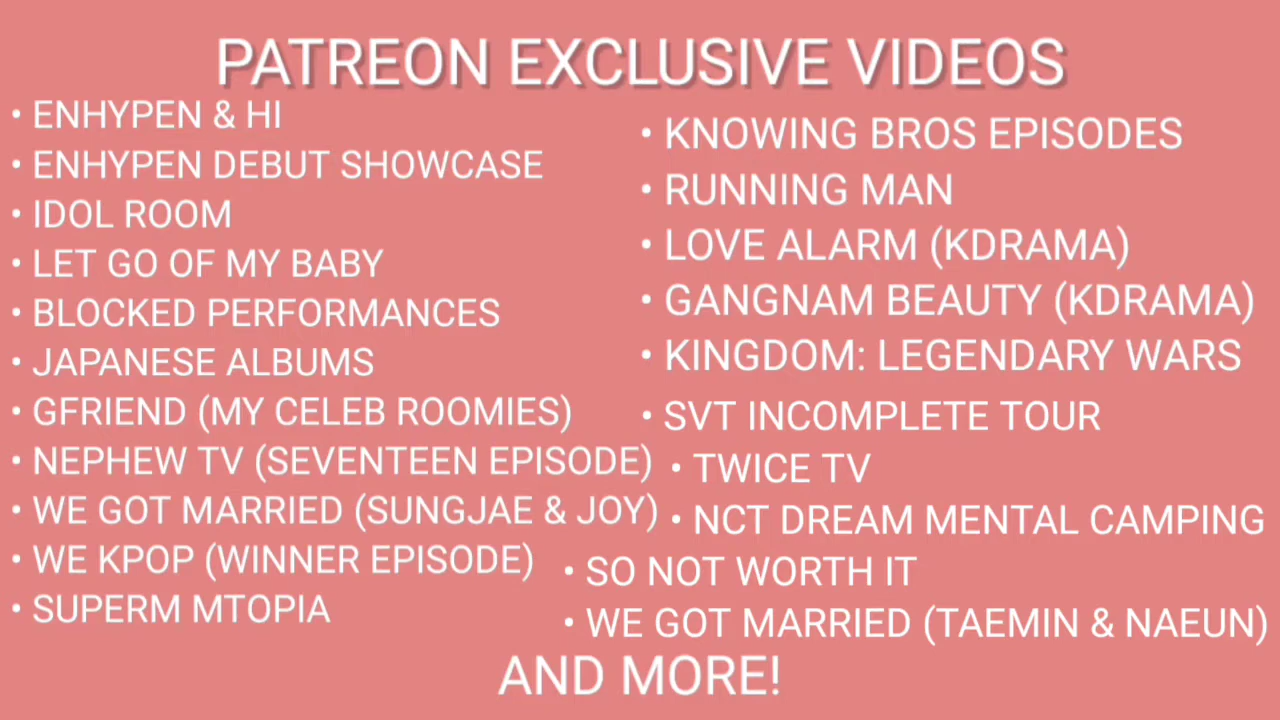 PATREON EXCLUSIVE VIDEOS
• ENHYPEN & HI
• ENHYPEN DEBUT SHOWCASE
• IDOL ROOM
• LET GO OF MY BABY
• BLOCKED PERFORMANCES
• JAPANESE ALBUMS
• GFRIEND (MY CELEB ROOMIES)
• NEPHEW TV (SEVENTEEN EPISODE)
• WE GOT MARRIED (SUNGJAE & JOY)
• WE KPOP (WINNER EPISODE)
• SUPERM MTOPIA
• KNOWING BROS EPISODES
• RUNNING MAN
• LOVE ALARM (KDRAMA)
• GANGNAM BEAUTY (KDRAMA)
• KINGDOM: LEGENDARY WARS
• SVT INCOMPLETE TOUR
• TWICE TV
• NCT DREAM MENTAL CAMPING
• SO NOT WORTH IT
• WE GOT MARRIED (TAEMIN & NAEUN)
AND MORE!